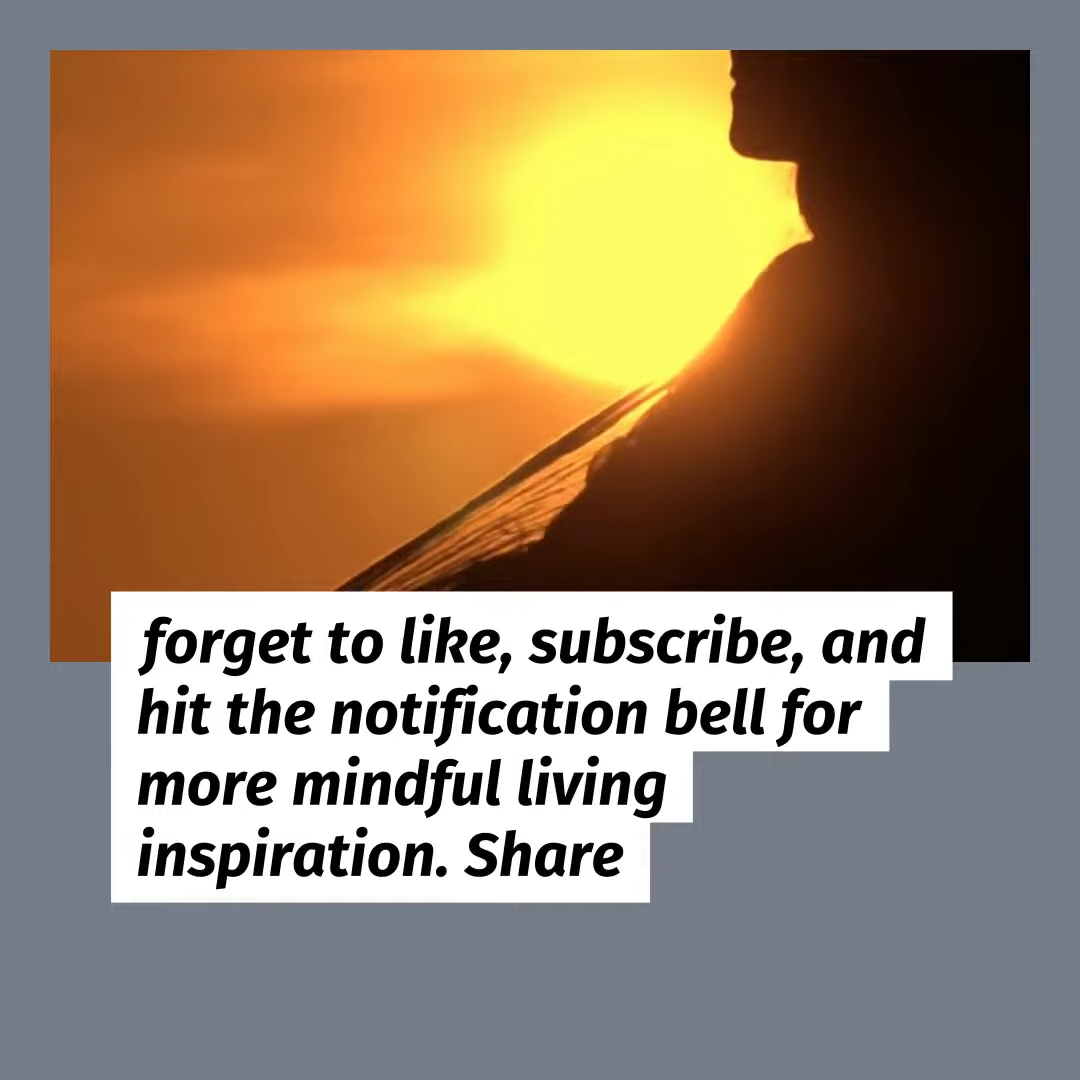 forget to like, subscribe, and
hit the notification bell for
more mindful living
inspiration. Share